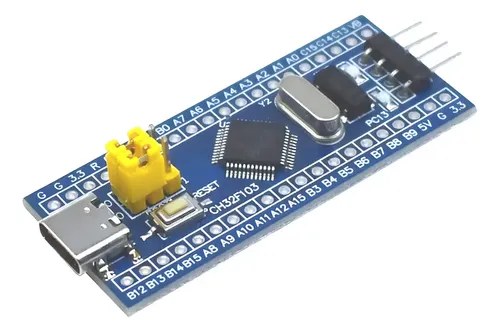 G G 3.3 R
B0 A7 A6 A5 A4 A3 A2 A1 A0 C15 C14 C13 VB
Y2
PC13
1
RESET
CH32F103
B12 B13 B14 B15 A8 A9 A10 A11 A12 A15 B3 B4 B5 B6 B7 B8 B9 5V G 3.3